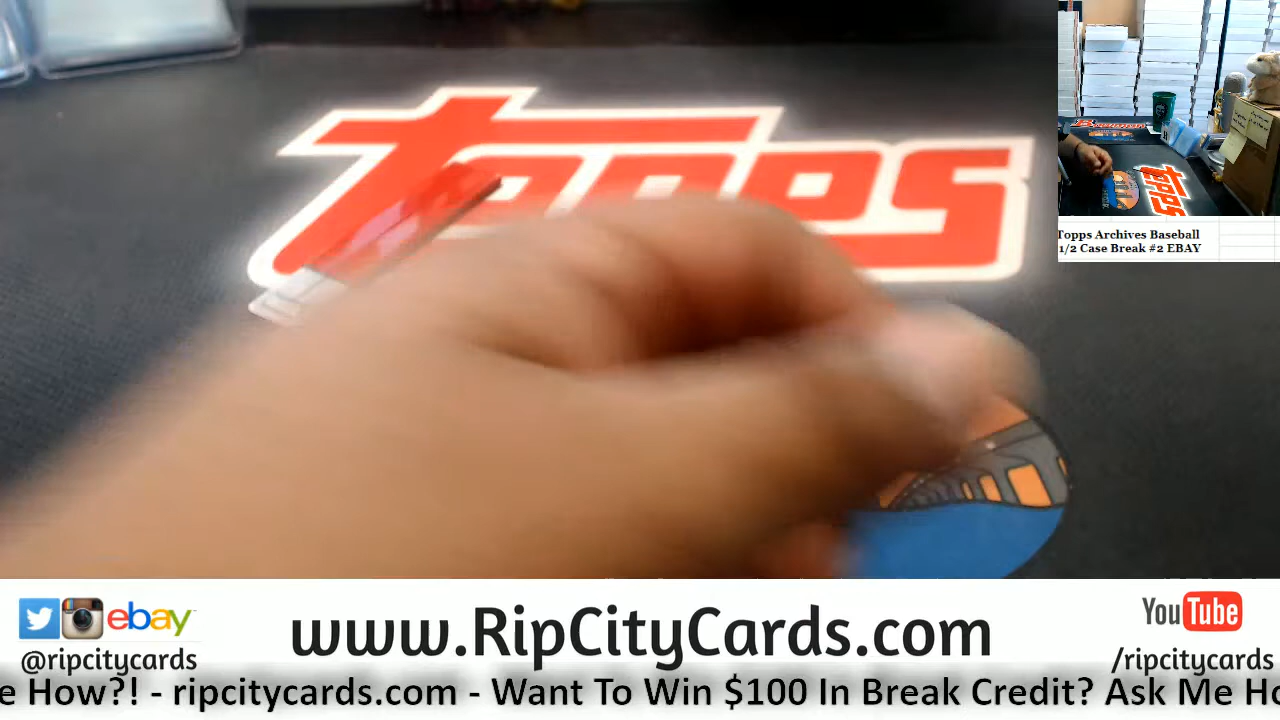 topps
Topps Archives Baseball
1/2 Case Break #2 EBAY
ebay
@ripcitycards
www.RipCityCards.com
YouTube
/ripcitycards
e How?! - ripcitycards.com - Want To Win $100 In Break Credit? Ask Me Ho